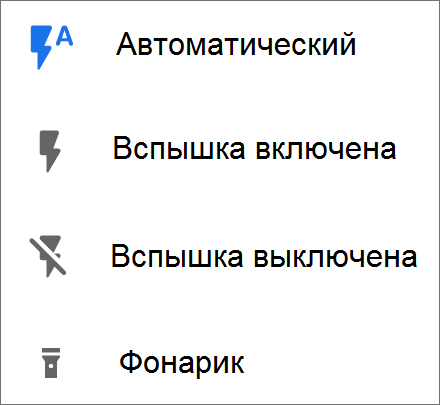 A Автоматический
Вспышка включена
Вспышка выключена
Фонарик